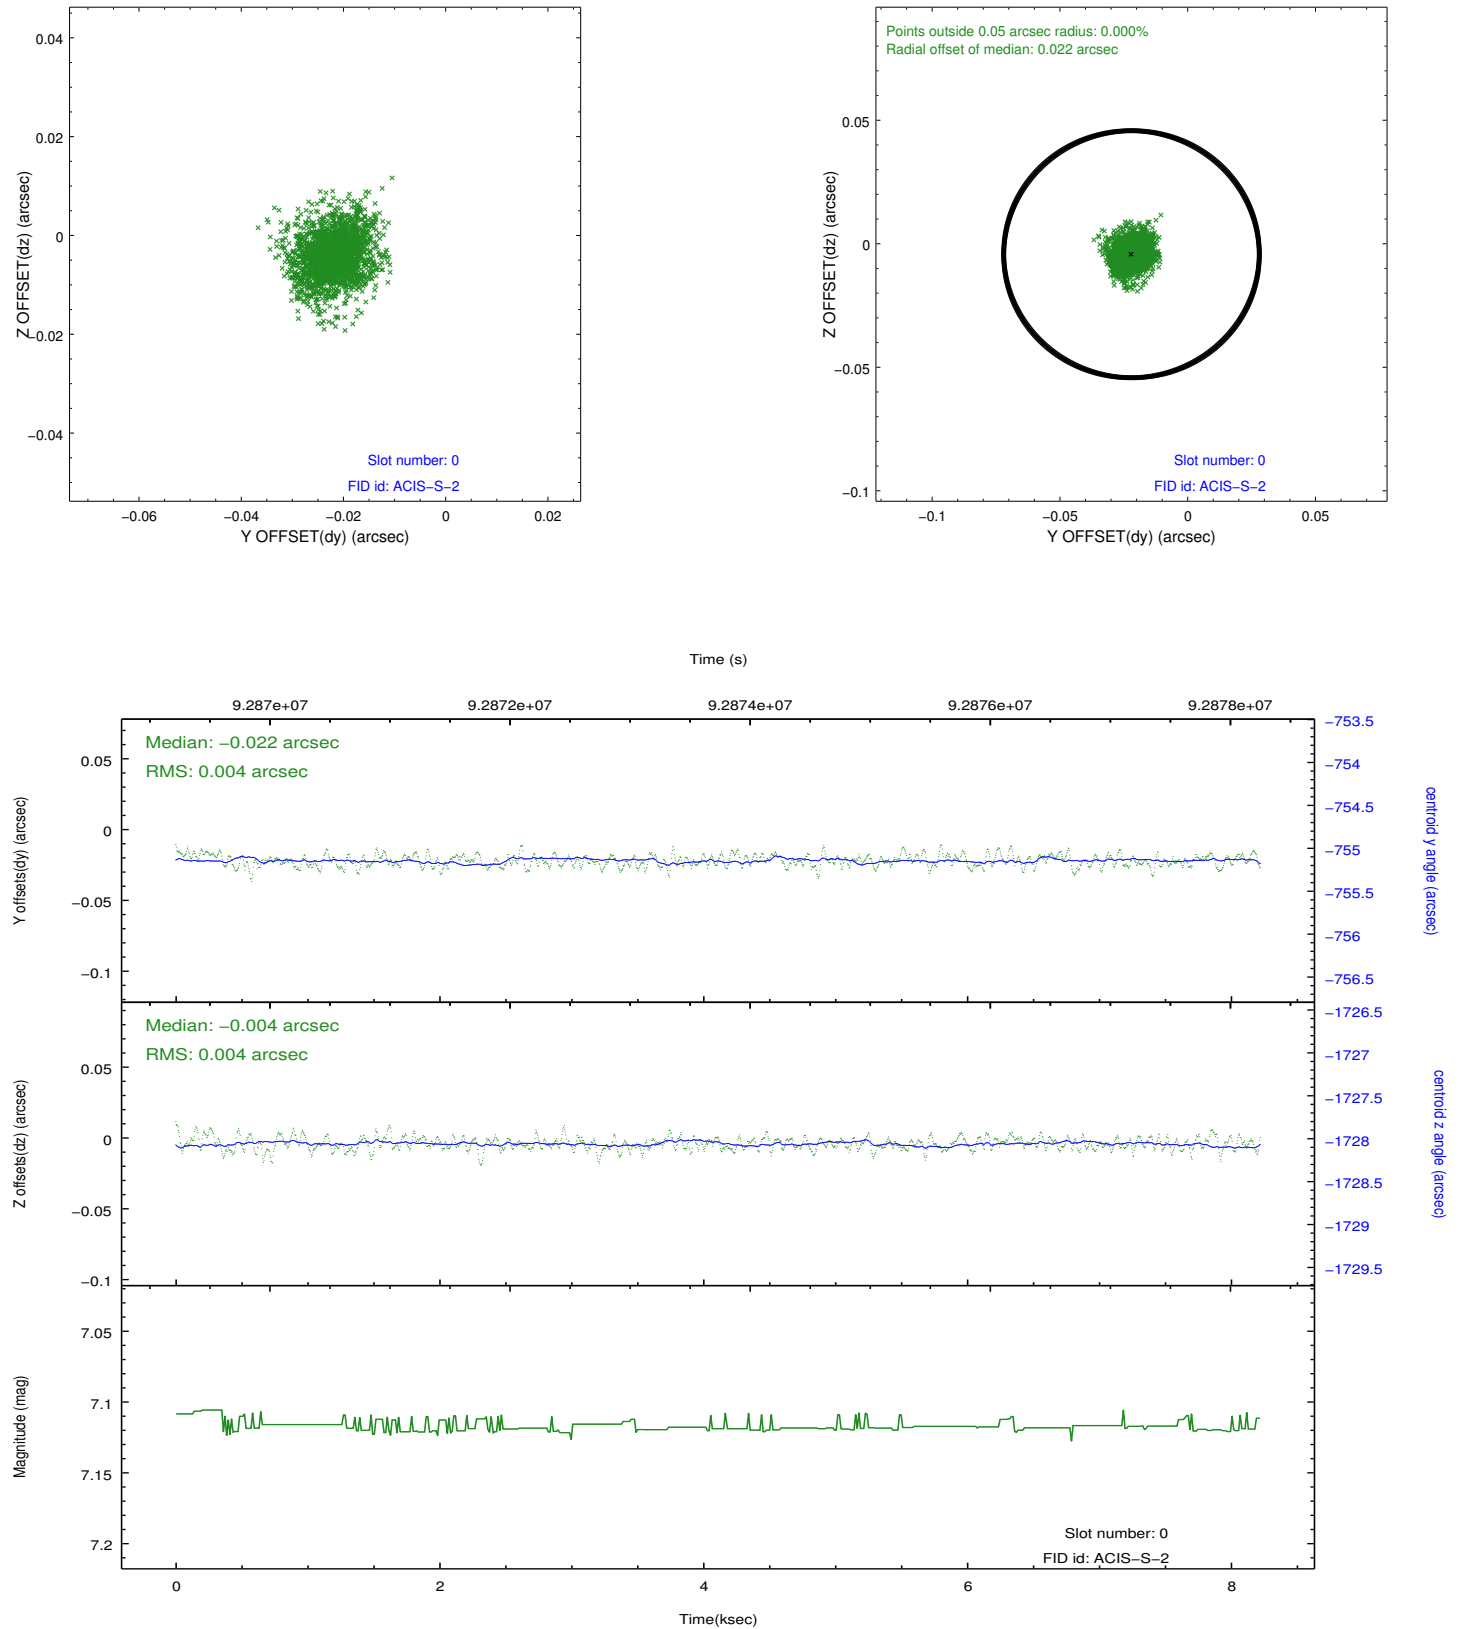 0.04
0.02
0
−0.02
−0.04
Z OFFSET(dz) (arcsec)
Slot number: 0
FID id: ACIS−S−2
−0.06
−0.04
−0.02
0
0.02
Y OFFSET(dy) (arcsec)
Points outside 0.05 arcsec radius: 0.000%
Radial offset of median: 0.022 arcsec
0.05
0
−0.05
−0.1
Z OFFSET(dz) (arcsec)
Slot number: 0
FID id: ACIS−S−2
−0.1
−0.05
0
0.05
Y OFFSET(dy) (arcsec)
Time (s)
9.287e+07
9.2872e+07
9.2874e+07
9.2876e+07
9.2878e+07
Median: −0.022 arcsec
RMS: 0.004 arcsec
0.05
0
−0.05
−0.1
Y offsets(dy) (arcsec)
−753.5
−754
−754.5
−755
−755.5
−756
−756.5
centroid y angle (arcsec)
Median: −0.004 arcsec
RMS: 0.004 arcsec
0.05
0
−0.05
−0.1
Z offsets(dz) (arcsec)
−1726.5
−1727
−1727.5
−1728
−1728.5
−1729
−1729.5
centroid z angle (arcsec)
7.05
7.1
7.15
7.2
Magnitude (mag)
Slot number: 0
FID id: ACIS−S−2
0
2
4
6
8
Time(ksec)